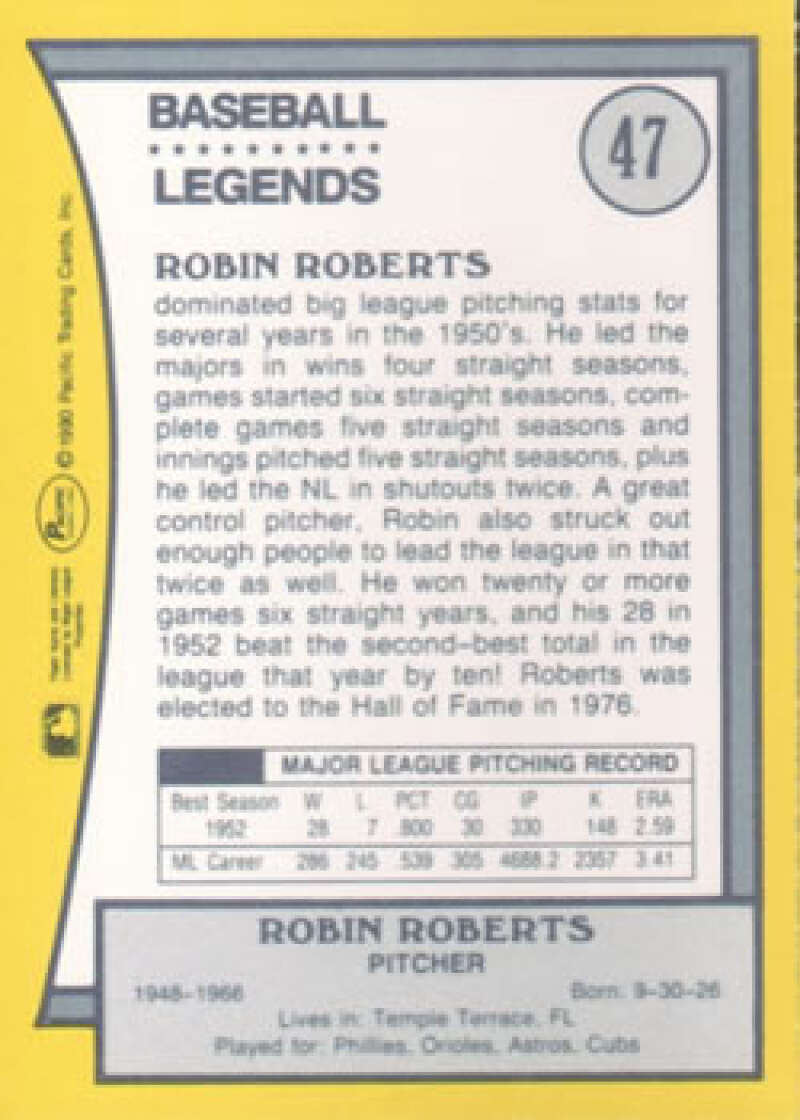 BASEBALL
LEGENDS
47
ROBIN ROBERTS
dominated big league pitching stats for
several years in the 1950's. He led the
majors in wins four straight seasons,
games started six straight seasons, com-
plete games five straight seasons and
innings pitched five straight seasons, plus
he led the NL in shutouts twice. A great
control pitcher, Robin also struck out
enough people to lead the league in that
twice as well. He won twenty or more
games six straight years, and his 28 in
1952 beat the second-best total in the
league that year by ten! Roberts was
elected to the Hall of Fame in 1976.
MAJOR LEAGUE PITCHING RECORD
Best Season W L PCT CG IP K ERA
1952 28 7 .800 30 330 148 2.59
ML Career 286 245 .539 305 4688.2 2357 3.41
ROBIN ROBERTS
PITCHER
1948-1966 Born: 9-30-26
Lives in: Temple Terrace, FL
Played for: Phillies, Orioles, Astros, Cubs
PACIFIC © 1990 Pacific Trading Cards, Inc.